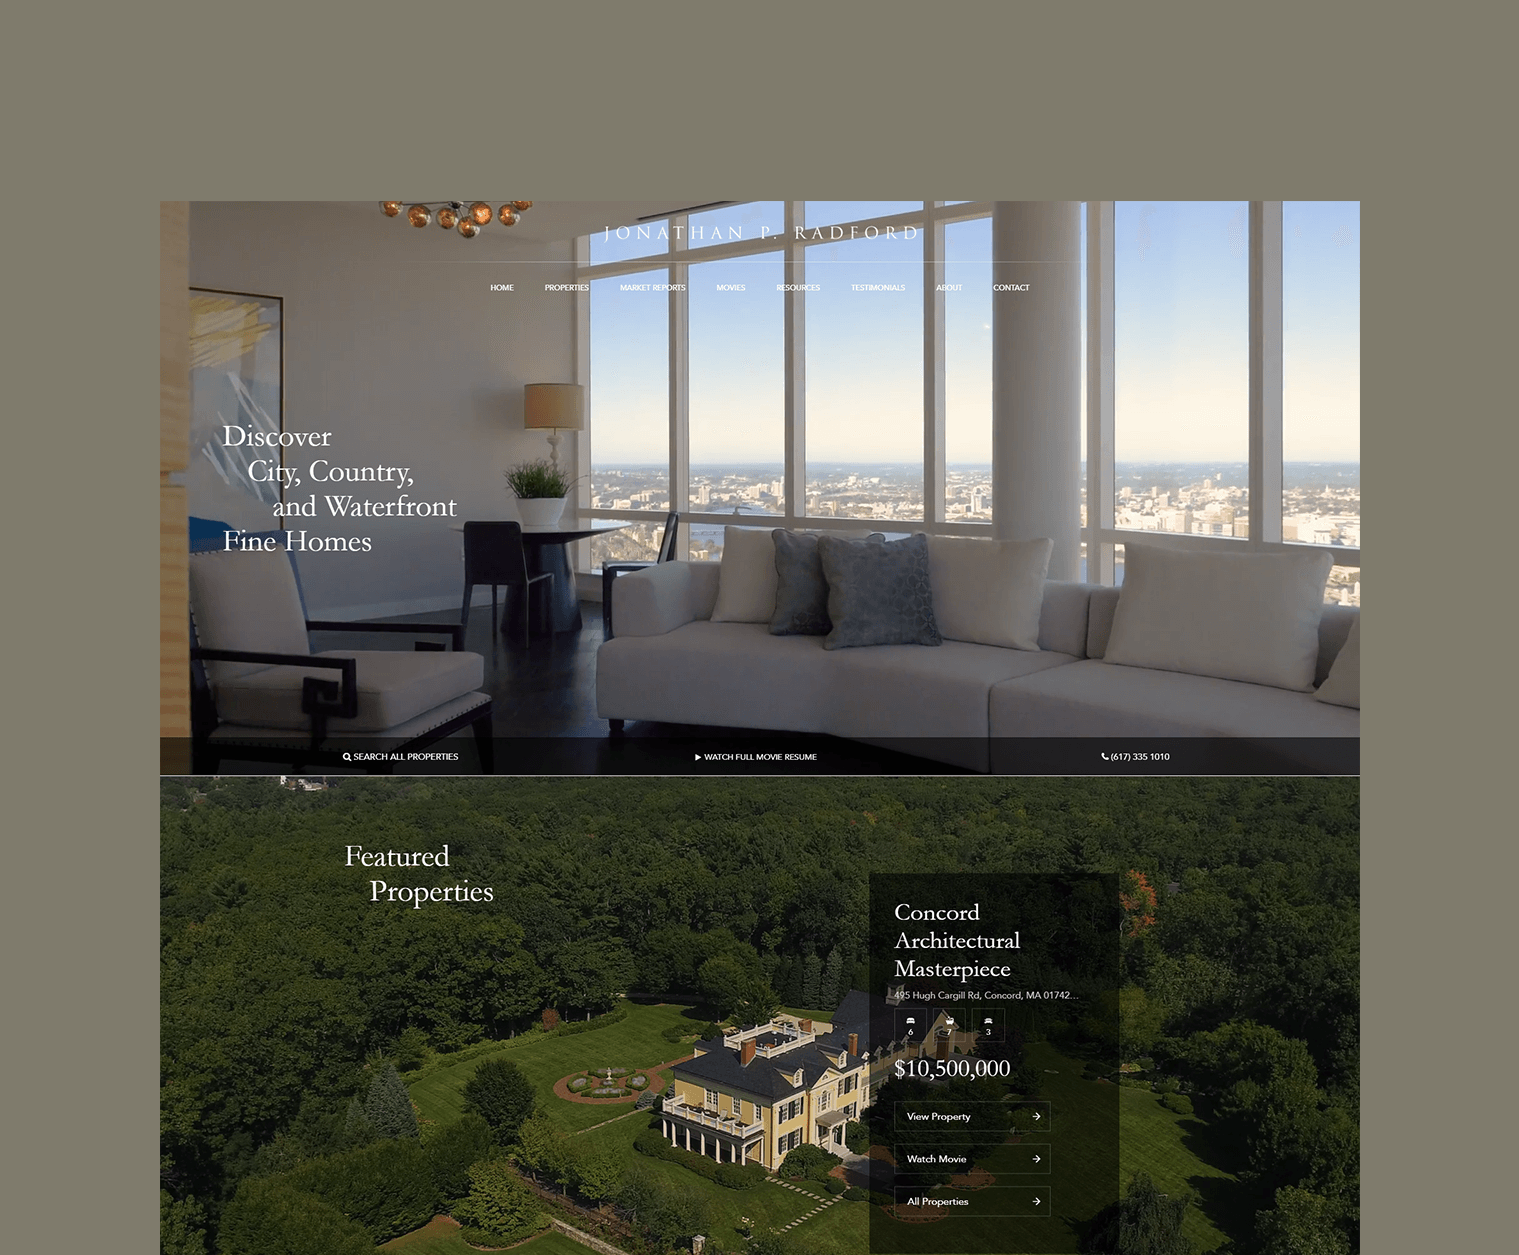 JONATHAN P. RADFORD
HOME PROPERTIES MARKET REPORTS MOVIES RESOURCES TESTIMONIALS ABOUT CONTACT
Discover
City, Country,
and Waterfront
Fine Homes
SEARCH ALL PROPERTIES WATCH FULL MOVIE RESUME (617) 335 1010
Featured
Properties
Concord
Architectural
Masterpiece
495 Hugh Cargill Rd, Concord, MA 01742...
6 7 3
$10,500,000
View Property
Watch Movie
All Properties